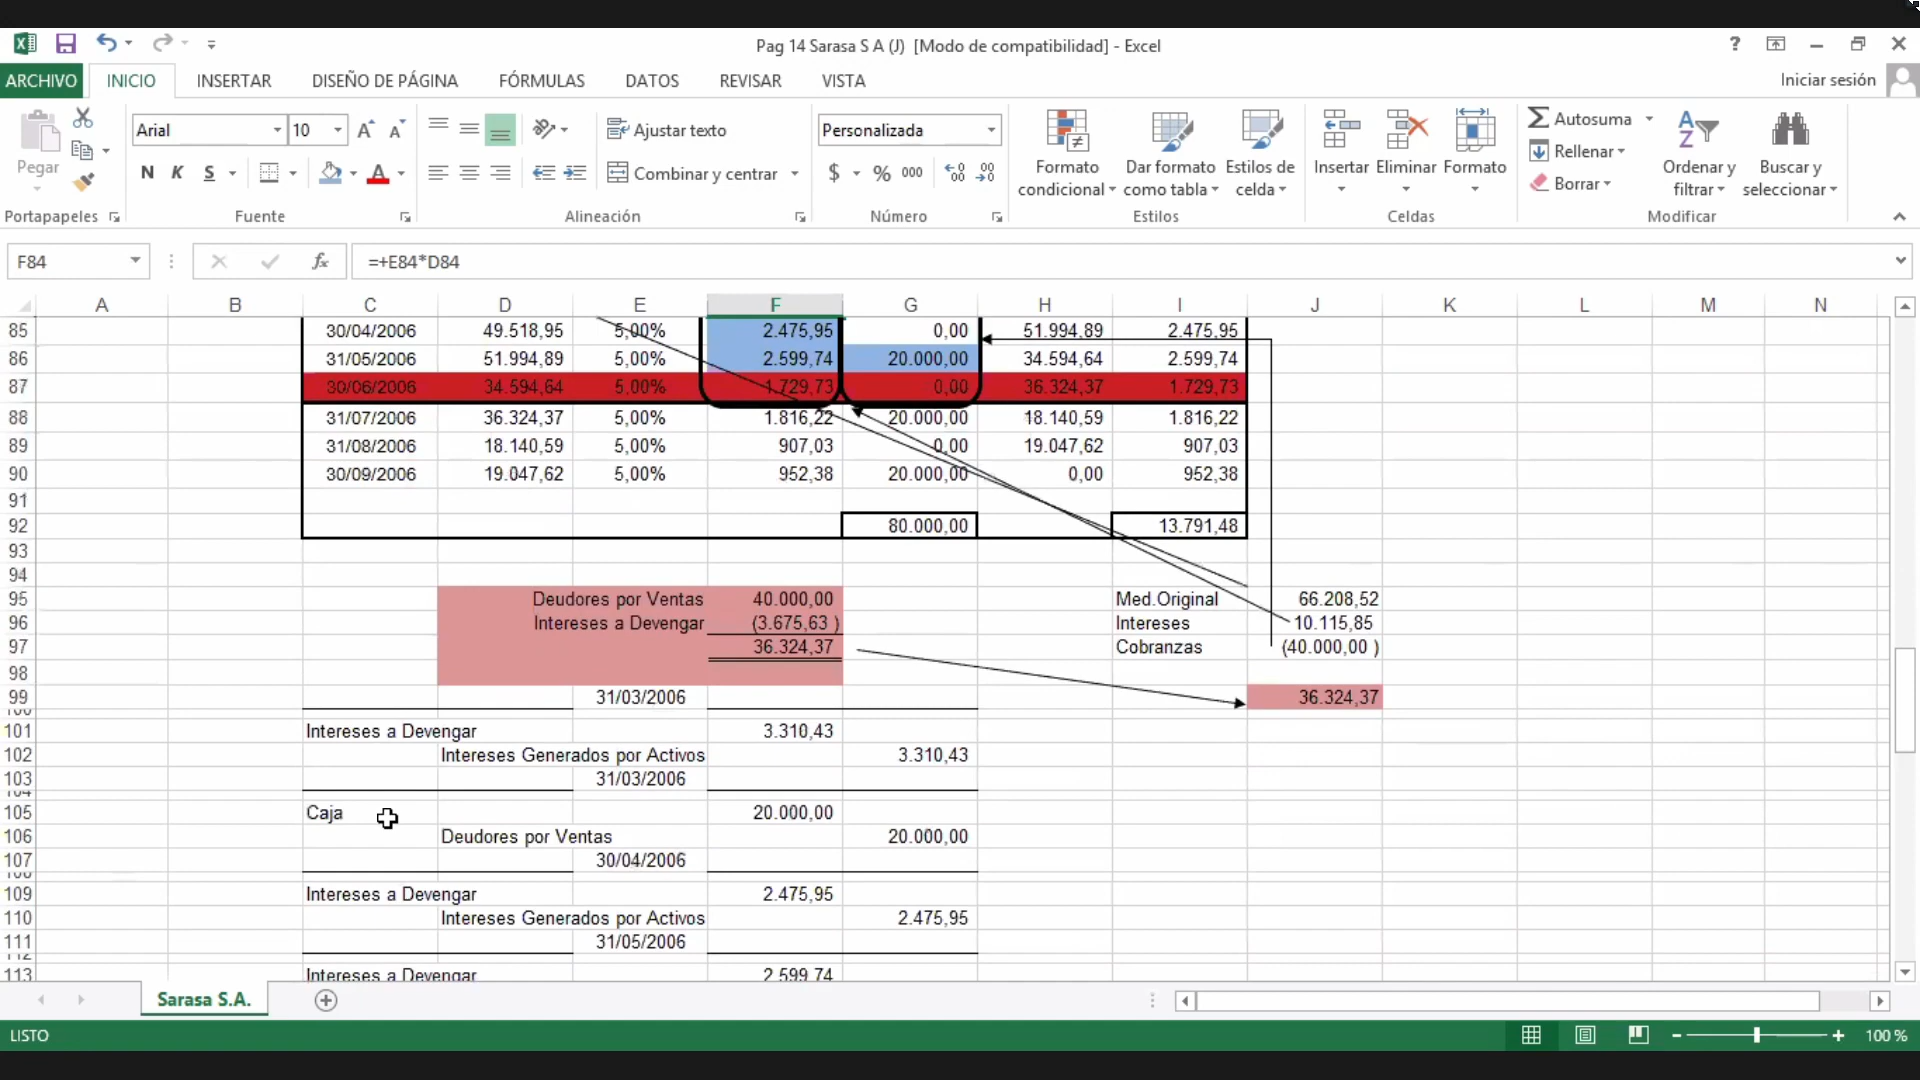 Pag 14 Sarasa S A (J) [Modo de compatibilidad] - Excel
ARCHIVO INICIO INSERTAR DISEÑO DE PÁGINA FÓRMULAS DATOS REVISAR VISTA Iniciar sesión
Pegar
Portapapeles
Arial 10
N K S
Fuente
Ajustar texto
Combinar y centrar
Alineación
Personalizada
$ % 000
Número
Formato condicional
Dar formato como tabla
Estilos de celda
Estilos
Insertar
Eliminar
Formato
Celdas
Autosuma
Rellenar
Borrar
Ordenar y filtrar
Buscar y seleccionar
Modificar
F84 fx =+E84*D84
A B C D E F G H I J K L M N
85 30/04/2006 49.518,95 5,00% 2.475,95 0,00 51.994,89 2.475,95
86 31/05/2006 51.994,89 5,00% 2.599,74 20.000,00 34.594,64 2.599,74
87 30/06/2006 34.594,64 5,00% 1.729,73 0,00 36.324,37 1.729,73
88 31/07/2006 36.324,37 5,00% 1.816,22 20.000,00 18.140,59 1.816,22
89 31/08/2006 18.140,59 5,00% 907,03 0,00 19.047,62 907,03
90 30/09/2006 19.047,62 5,00% 952,38 20.000,00 0,00 952,38
91
92 80.000,00 13.791,48
93
94
95 Deudores por Ventas 40.000,00 Med.Original 66.208,52
96 Intereses a Devengar (3.675,63 ) Intereses 10.115,85
97 36.324,37 Cobranzas (40.000,00 )
98
99 31/03/2006 36.324,37
101 Intereses a Devengar 3.310,43
102 Intereses Generados por Activos 3.310,43
103 31/03/2006
105 Caja 20.000,00
106 Deudores por Ventas 20.000,00
107 30/04/2006
109 Intereses a Devengar 2.475,95
110 Intereses Generados por Activos 2.475,95
111 31/05/2006
113 Intereses a Devengar 2.599,74
Sarasa S.A.
LISTO 100 %